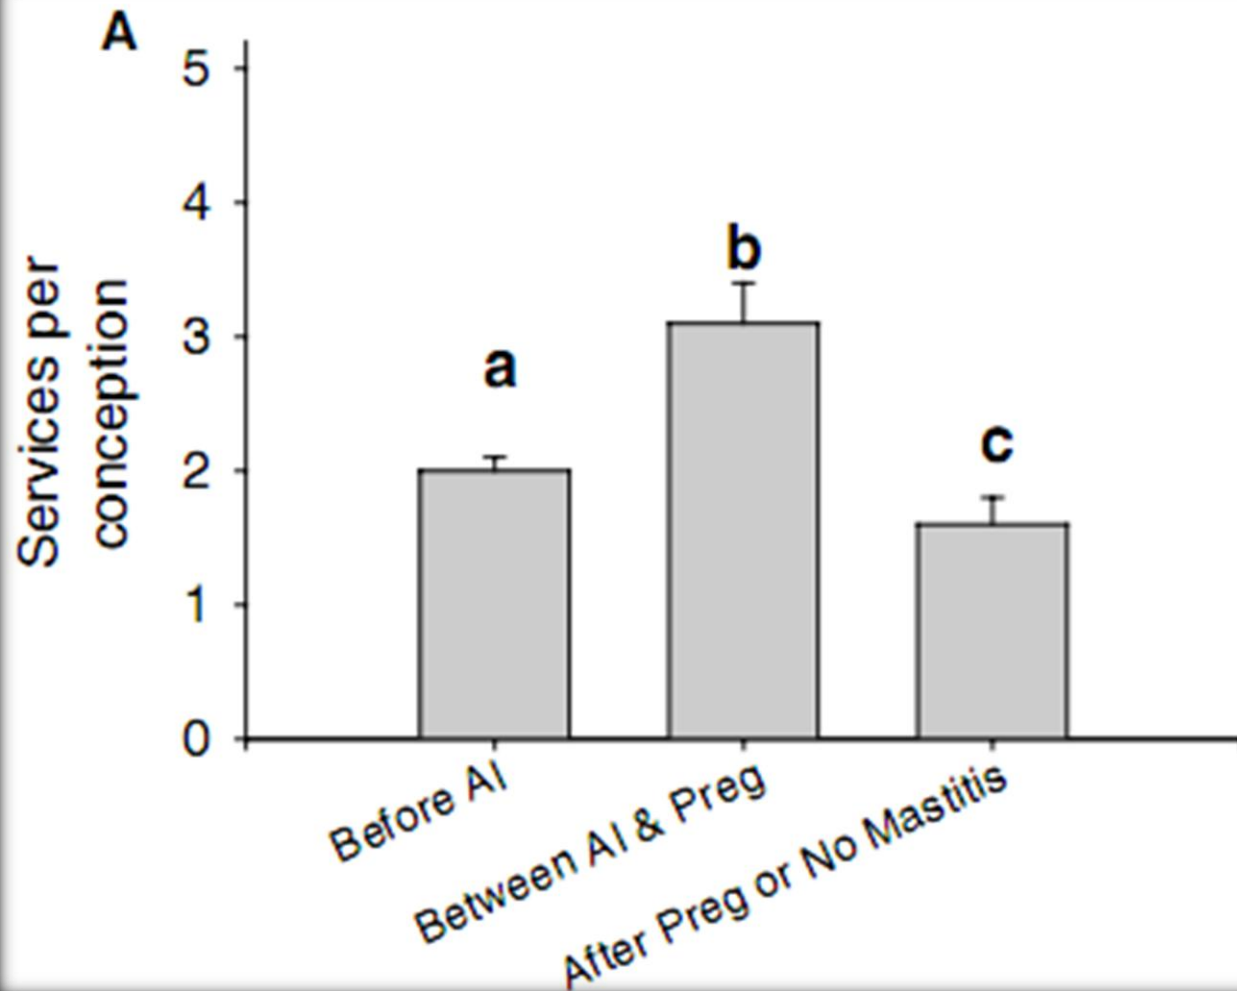 A
5
4
3
2
1
0
Services per
conception
a
b
c
Before AI
Between AI & Preg
After Preg or No Mastitis